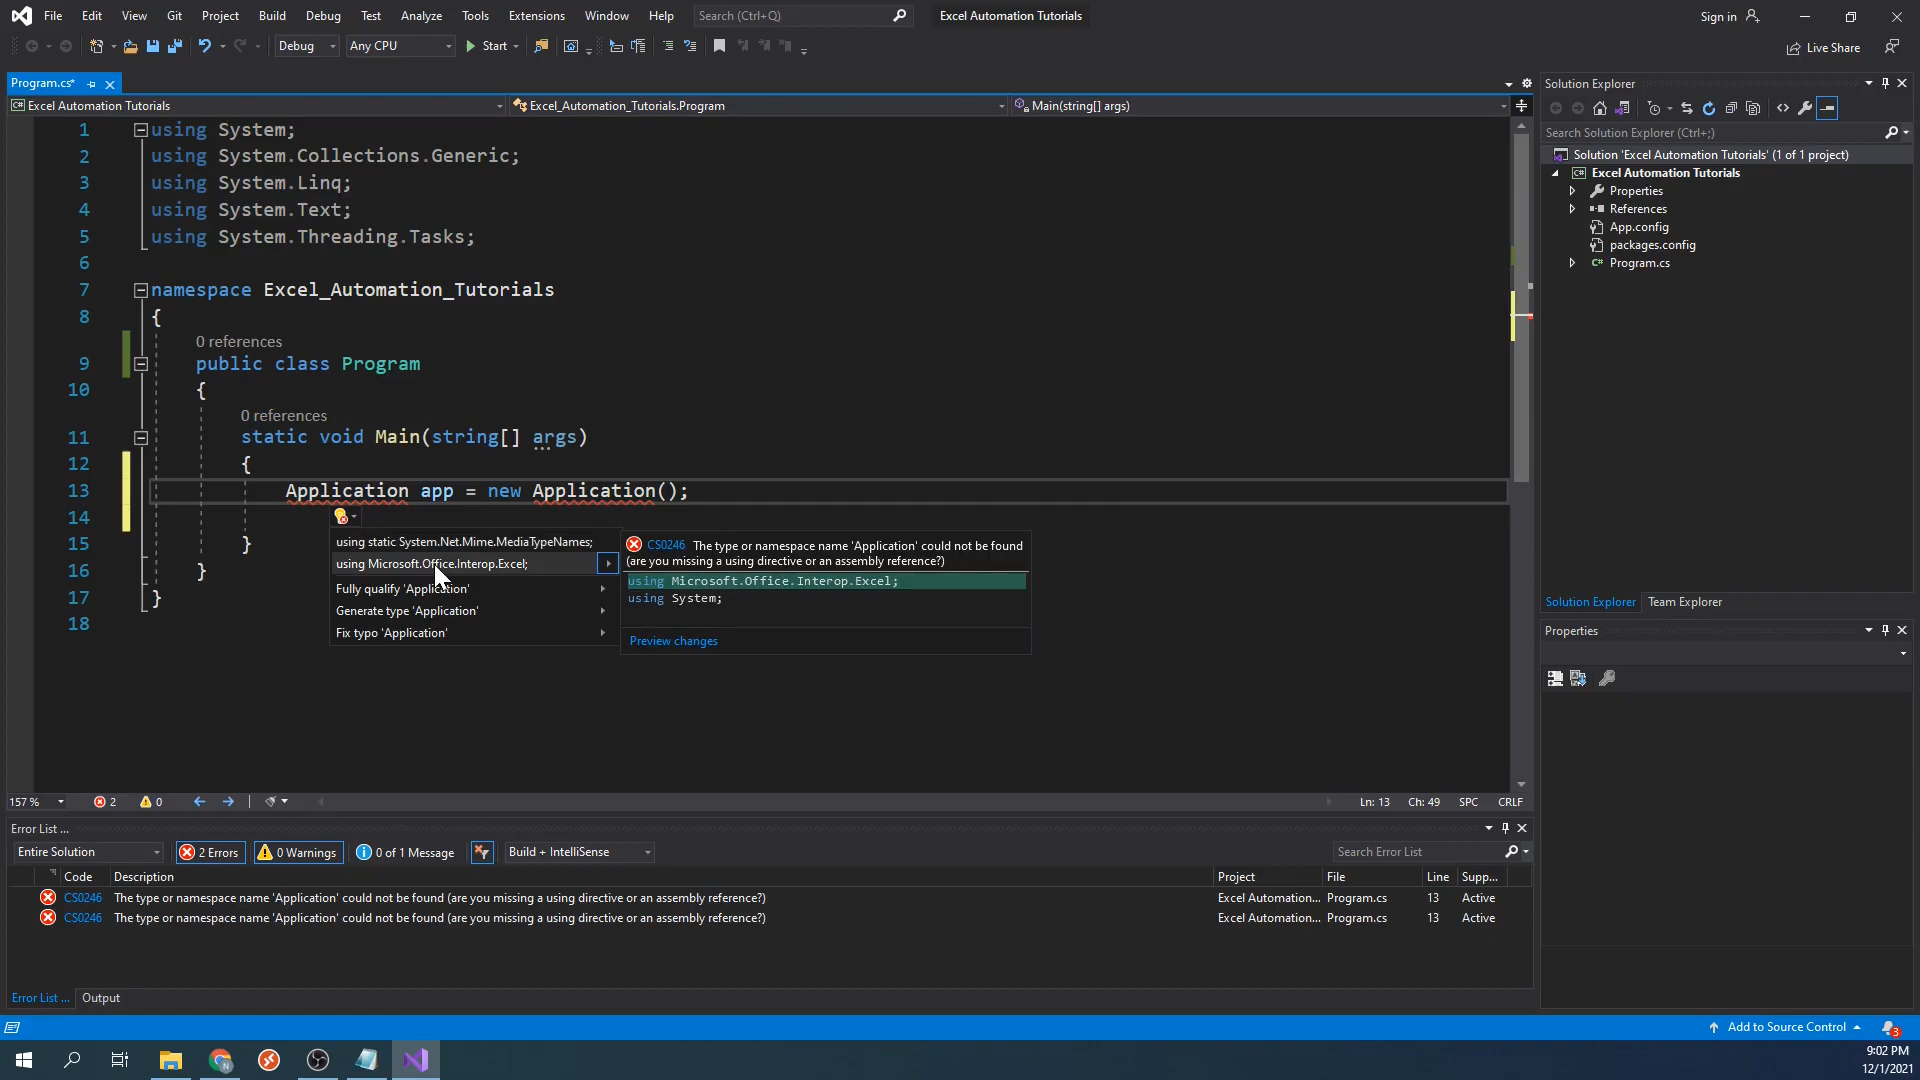 File Edit View Git Project Build Debug Test Analyze Tools Extensions Window Help Search (Ctrl+Q) Excel Automation Tutorials Sign in
Debug Any CPU Start Live Share
Program.cs*
Excel Automation Tutorials Excel_Automation_Tutorials.Program Main(string[] args)
1 using System;
2 using System.Collections.Generic;
3 using System.Linq;
4 using System.Text;
5 using System.Threading.Tasks;
6
7 namespace Excel_Automation_Tutorials
8 {
0 references
9 public class Program
10 {
0 references
11 static void Main(string[] args)
12 {
13 Application app = new Application();
14
15 }
16 }
17 }
18
using static System.Net.Mime.MediaTypeNames;
using Microsoft.Office.Interop.Excel;
Fully qualify 'Application'
Generate type 'Application'
Fix typo 'Application'
CS0246 The type or namespace name 'Application' could not be found
(are you missing a using directive or an assembly reference?)
using Microsoft.Office.Interop.Excel;
using System;
Preview changes
157 % 2 0 Ln: 13 Ch: 49 SPC CRLF
Error List ...
Entire Solution 2 Errors 0 Warnings 0 of 1 Message Build + IntelliSense Search Error List
Code Description Project File Line Supp...
CS0246 The type or namespace name 'Application' could not be found (are you missing a using directive or an assembly reference?) Excel Automation... Program.cs 13 Active
CS0246 The type or namespace name 'Application' could not be found (are you missing a using directive or an assembly reference?) Excel Automation... Program.cs 13 Active
Error List ... Output
Solution Explorer
Search Solution Explorer (Ctrl+;)
Solution 'Excel Automation Tutorials' (1 of 1 project)
C# Excel Automation Tutorials
Properties
References
App.config
packages.config
C# Program.cs
Solution Explorer Team Explorer
Properties
Add to Source Control 3
9:02 PM
12/1/2021